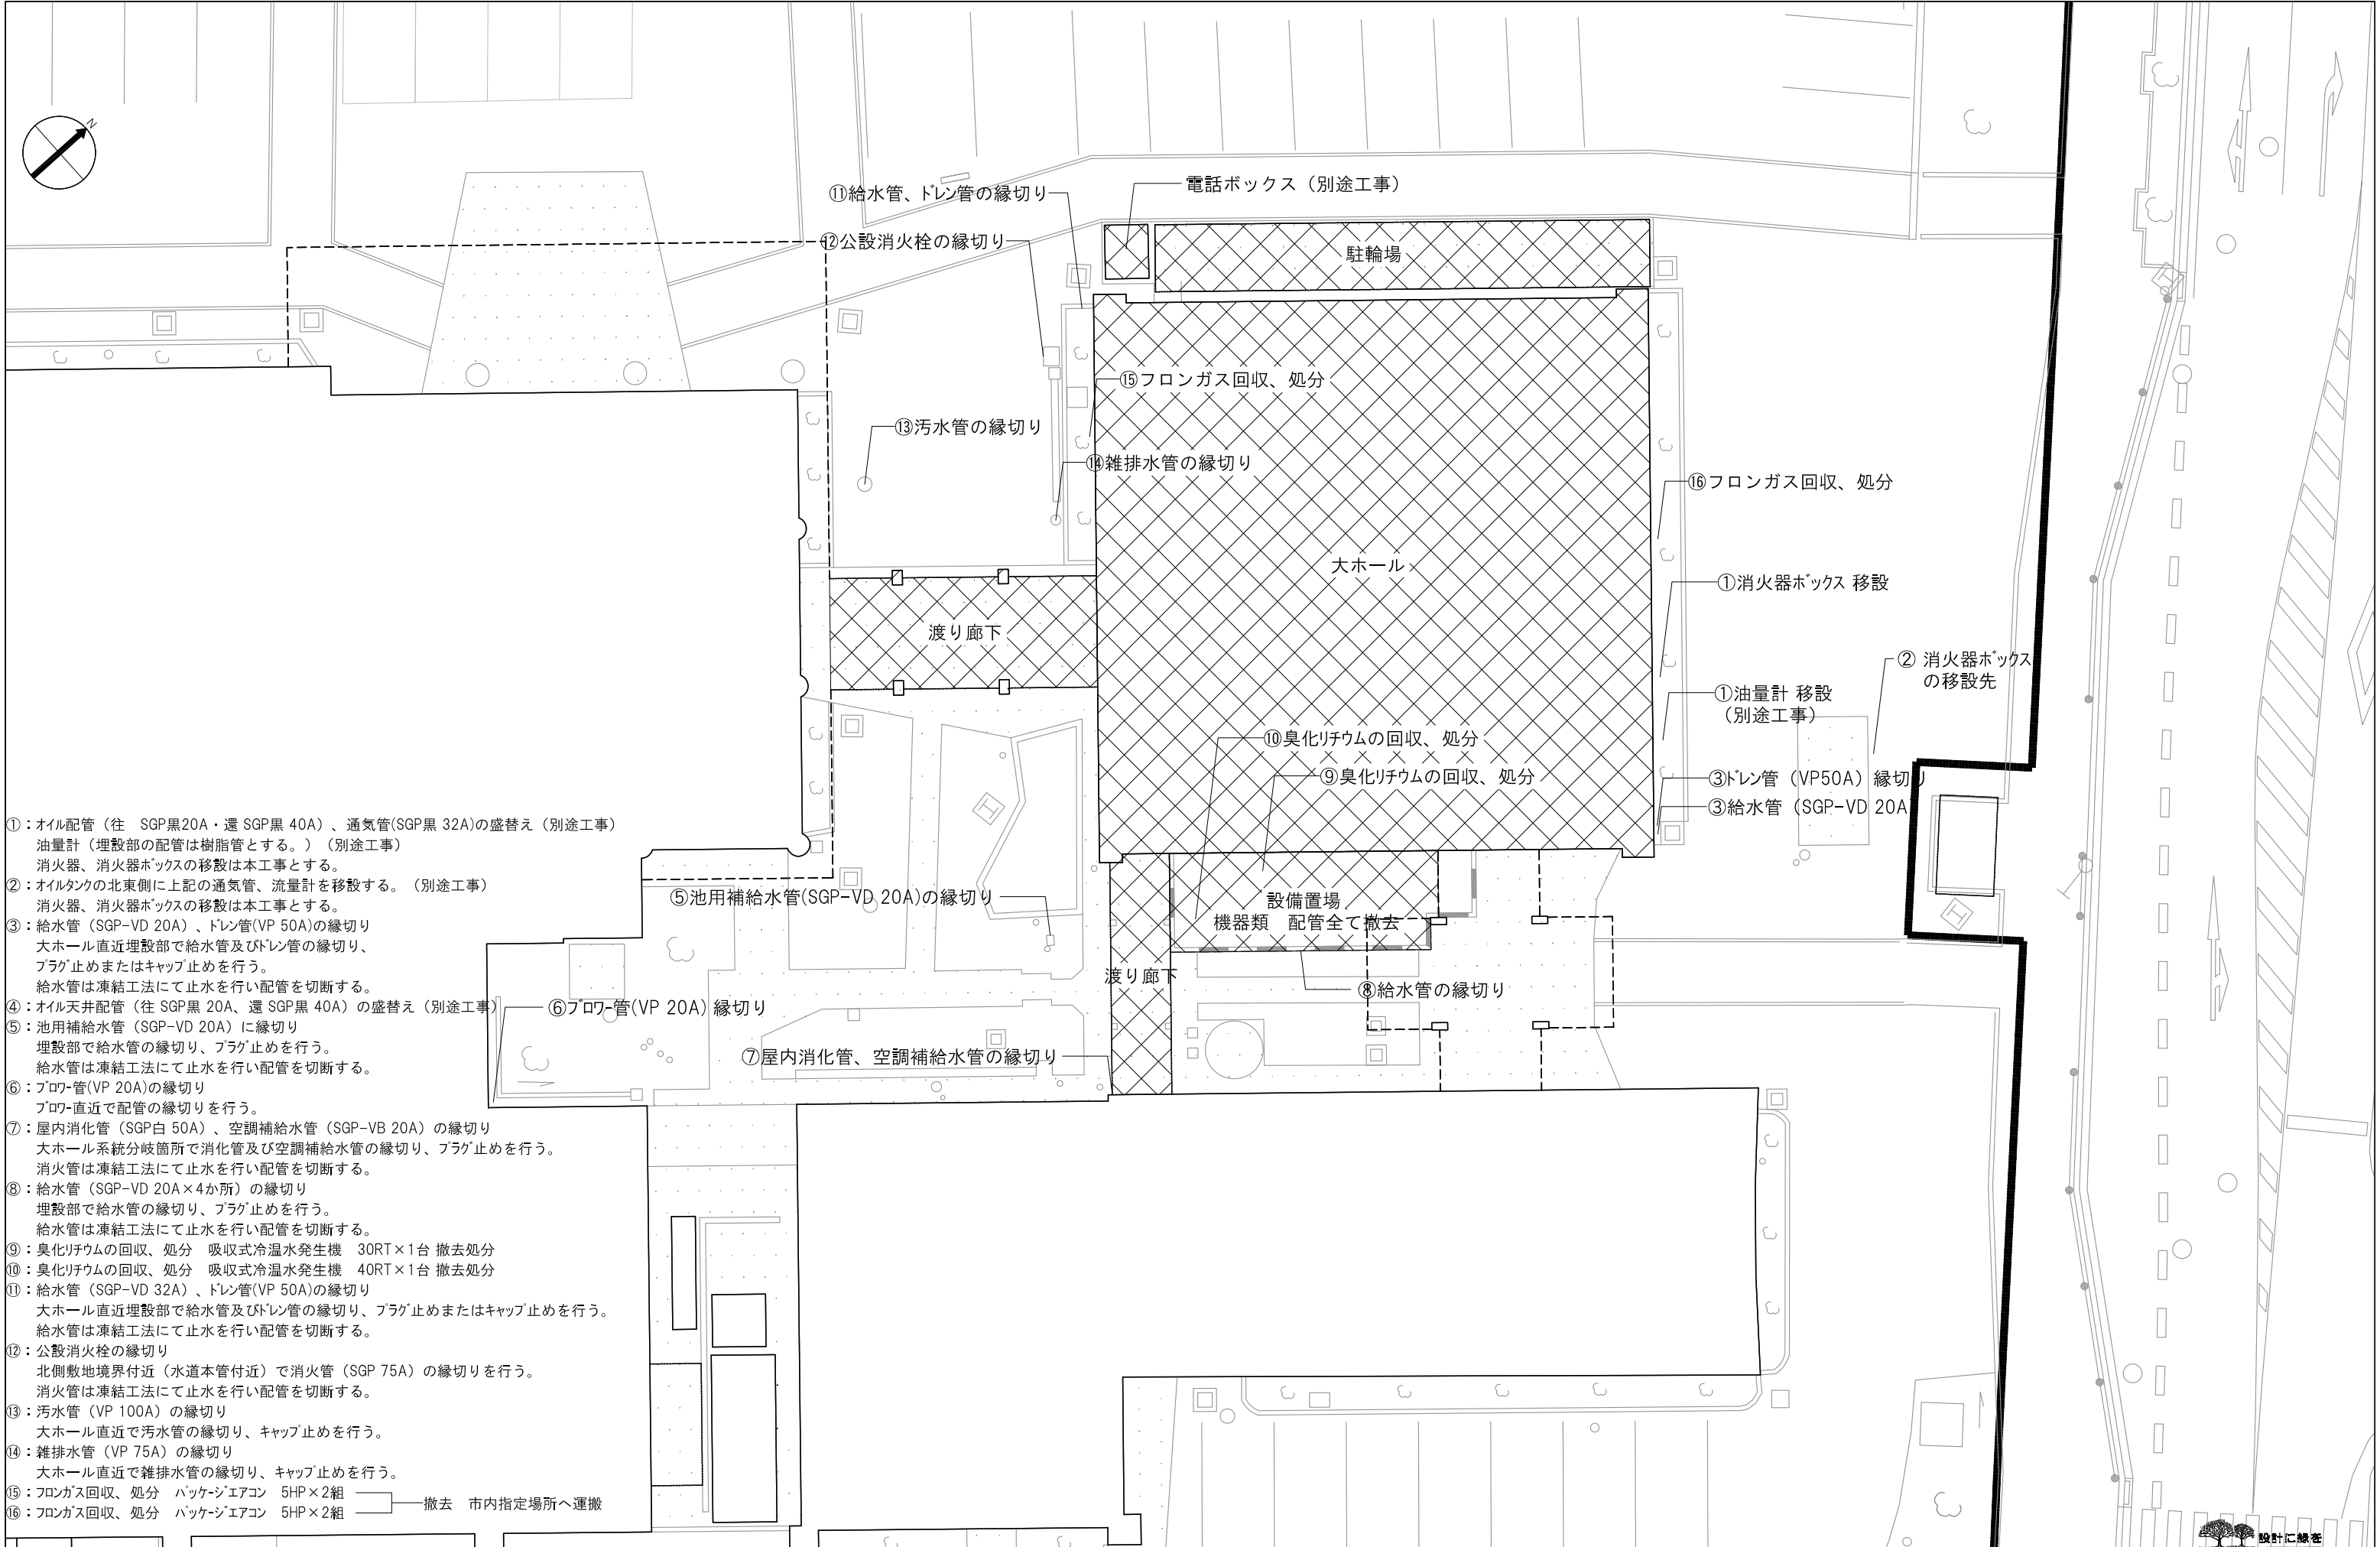 N
⑪給水管、ドレン管の縁切り
電話ボックス（別途工事）
⑫公設消火栓の縁切り
駐輪場
⑮フロンガス回収、処分
⑬汚水管の縁切り
⑭雑排水管の縁切り
⑯フロンガス回収、処分
大ホール
①消火器ボックス 移設
渡り廊下
② 消火器ボックス
の移設先
①油量計 移設
（別途工事）
⑩臭化リチウムの回収、処分
⑨臭化リチウムの回収、処分
③ドレン管（VP50A）縁切り
③給水管（SGP-VD 20A
⑤池用補給水管(SGP-VD 20A)の縁切り
設備置場
機器類　配管全て撤去
渡り廊下
⑧給水管の縁切り
⑥ブロワー管(VP 20A) 縁切り
⑦屋内消化管、空調補給水管の縁切り
①：オイル配管（往　SGP黒20A・還 SGP黒 40A）、通気管(SGP黒 32A)の盛替え（別途工事）
油量計（埋設部の配管は樹脂管とする。）（別途工事）
消火器、消火器ボックスの移設は本工事とする。
②：オイルタンクの北東側に上記の通気管、流量計を移設する。（別途工事）
消火器、消火器ボックスの移設は本工事とする。
③：給水管（SGP-VD 20A）、ドレン管(VP 50A)の縁切り
大ホール直近埋設部で給水管及びドレン管の縁切り、
プラグ止めまたはキャップ止めを行う。
給水管は凍結工法にて止水を行い配管を切断する。
④：オイル天井配管（往 SGP黒 20A、還 SGP黒 40A）の盛替え（別途工事）
⑤：池用補給水管（SGP-VD 20A）に縁切り
埋設部で給水管の縁切り、プラグ止めを行う。
給水管は凍結工法にて止水を行い配管を切断する。
⑥：ブロワー管(VP 20A)の縁切り
ブロワー直近で配管の縁切りを行う。
⑦：屋内消化管（SGP白 50A）、空調補給水管（SGP-VB 20A）の縁切り
大ホール系統分岐箇所で消化管及び空調補給水管の縁切り、プラグ止めを行う。
消火管は凍結工法にて止水を行い配管を切断する。
⑧：給水管（SGP-VD 20A×4か所）の縁切り
埋設部で給水管の縁切り、プラグ止めを行う。
給水管は凍結工法にて止水を行い配管を切断する。
⑨：臭化リチウムの回収、処分　吸収式冷温水発生機　30RT×1台 撤去処分
⑩：臭化リチウムの回収、処分　吸収式冷温水発生機　40RT×1台 撤去処分
⑪：給水管（SGP-VD 32A）、ドレン管(VP 50A)の縁切り
大ホール直近埋設部で給水管及びドレン管の縁切り、プラグ止めまたはキャップ止めを行う。
給水管は凍結工法にて止水を行い配管を切断する。
⑫：公設消火栓の縁切り
北側敷地境界付近（水道本管付近）で消火管（SGP 75A）の縁切りを行う。
消火管は凍結工法にて止水を行い配管を切断する。
⑬：汚水管（VP 100A）の縁切り
大ホール直近で汚水管の縁切り、キャップ止めを行う。
⑭：雑排水管（VP 75A）の縁切り
大ホール直近で雑排水管の縁切り、キャップ止めを行う。
⑮：フロンガス回収、処分　パッケージエアコン　5HP×2組
⑯：フロンガス回収、処分　パッケージエアコン　5HP×2組
撤去　市内指定場所へ運搬
設計に緑を